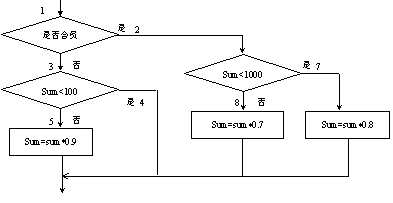 1
是否会员
是 2
3 否
Sum<1000
是 7
Sum<100
是 4
8 否
5 否
Sum=sum*0.7
Sum=sum*0.8
Sum=sum*0.9